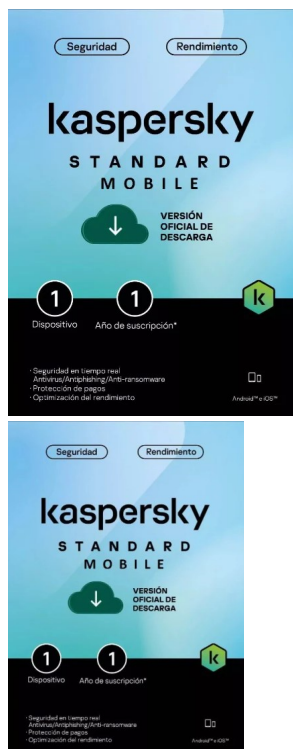 Seguridad Rendimiento
kaspersky
STANDARD
MOBILE
VERSIÓN
OFICIAL DE
DESCARGA
1 1
Dispositivo Año de suscripción*
· Seguridad en tiempo real
Antivirus/Antiphishing/Anti-ransomware
· Protección de pagos
· Optimización del rendimiento
Android™ e iOS™
Seguridad Rendimiento
kaspersky
STANDARD
MOBILE
VERSIÓN
OFICIAL DE
DESCARGA
1 1
Dispositivo Año de suscripción*
· Seguridad en tiempo real
Antivirus/Antiphishing/Anti-ransomware
· Protección de pagos
· Optimización del rendimiento
Android™ e iOS™